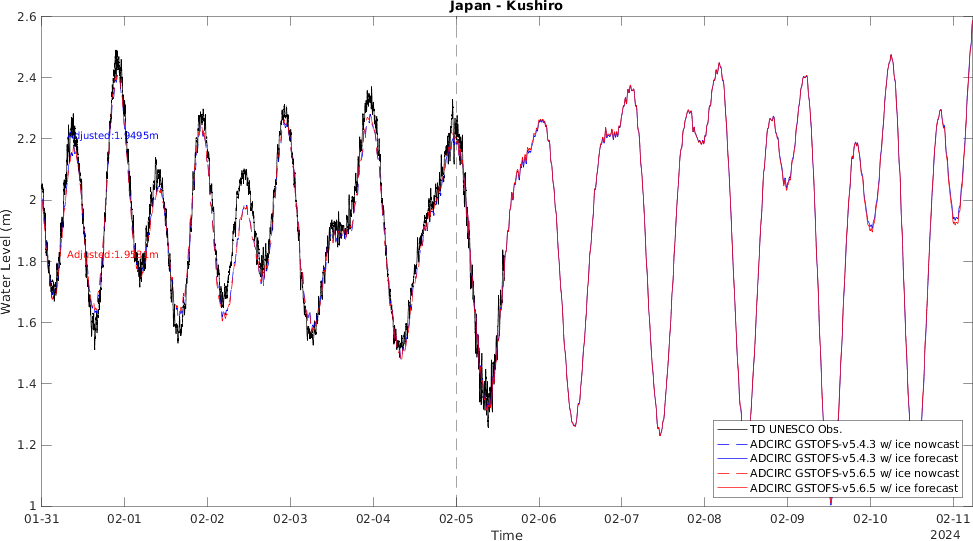 Japan - Kushiro
2.6
2.4
2.2
2
1.8
1.6
1.4
1.2
1
Water Level (m)
Adjusted:1.9495m
TD UNESCO Obs.
ADCIRC GSTOFS-v5.4.3 w/ ice nowcast
ADCIRC GSTOFS-v5.4.3 w/ ice forecast
ADCIRC GSTOFS-v5.6.5 w/ ice nowcast
ADCIRC GSTOFS-v5.6.5 w/ ice forecast
01-31 02-01 02-02 02-03 02-04 02-05 02-06 02-07 02-08 02-09 02-10 02-11
Time
2024